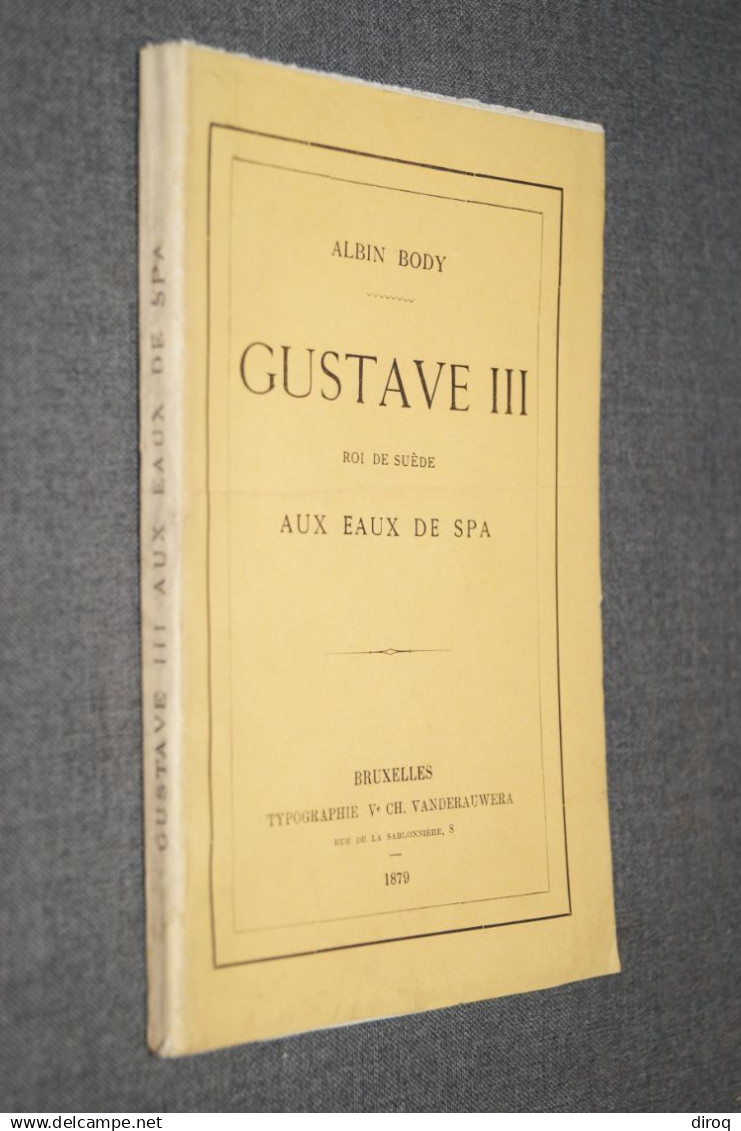 ALBIN BODY
GUSTAVE III
ROI DE SUÈDE
AUX EAUX DE SPA
BRUXELLES
TYPOGRAPHIE Ve CH. VANDERAUWERA
RUE DE LA SABLONNIÈRE, 8
1879
GUSTAVE III AUX EAUX DE SPA
delcampe.net
diroq